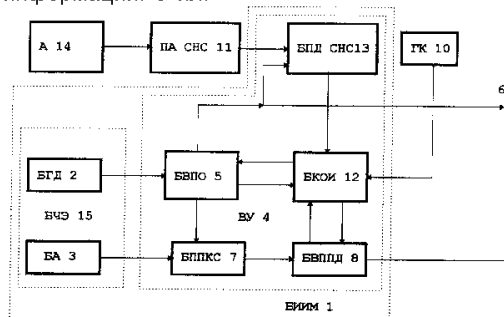 А 14
ПА СНС 11
БПД СНС13
ГК 10
6
БГД 2
БВПО 5
БКОИ 12
БЧЭ 15
ВУ 4
БА 3
БППКС 7
БВППД 8
БИИМ 1